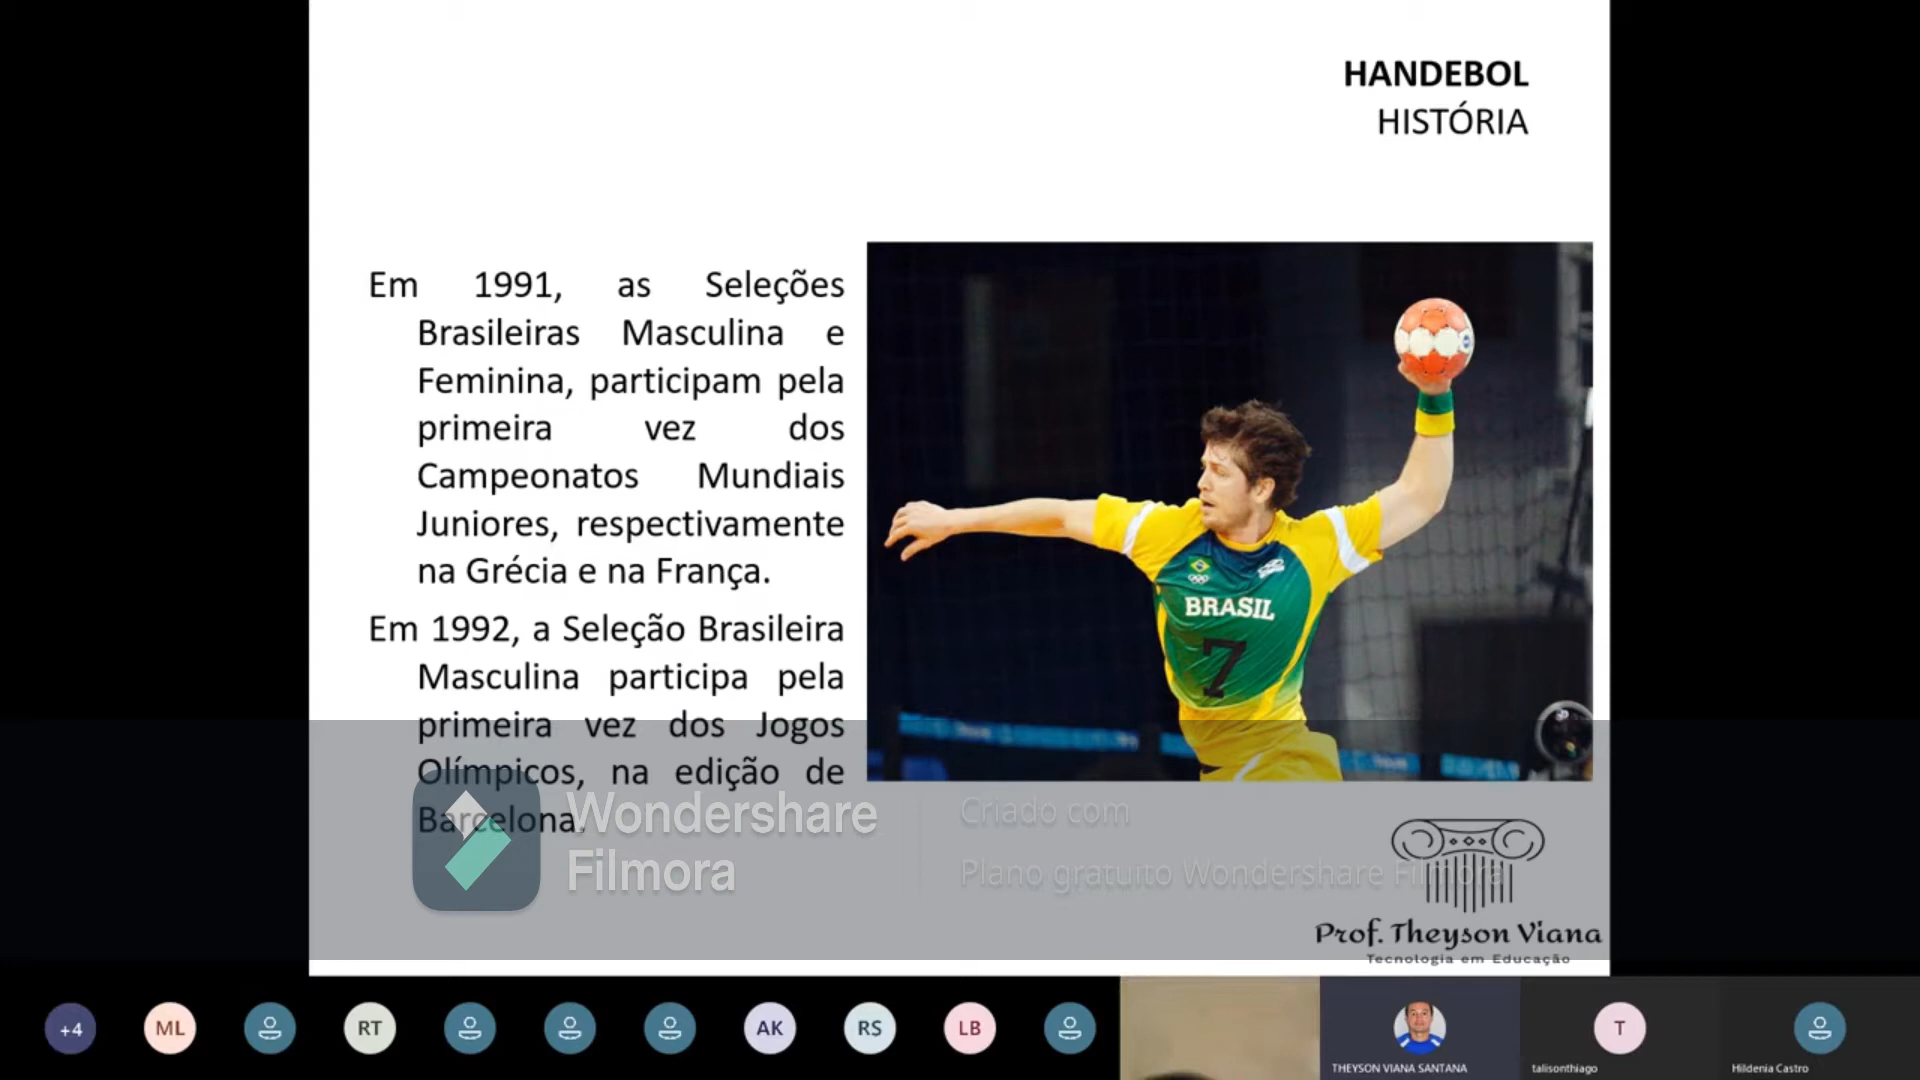 HANDEBOL
HISTÓRIA
Em 1991, as Seleções
Brasileiras Masculina e
Feminina, participam pela
primeira vez dos
Campeonatos Mundiais
Juniores, respectivamente
na Grécia e na França.
Em 1992, a Seleção Brasileira
Masculina participa pela
primeira vez dos Jogos
Olímpicos, na edição de
Barcelona.
BRASIL
7
Wondershare
Filmora
Criado com
Plano gratuito Wondershare Filmora
Prof. Theyson Viana
Tecnologia em Educação
+4
ML
RT
AK
RS
LB
THEYSON VIANA SANTANA
T
talisonthiago
Hildenia Castro